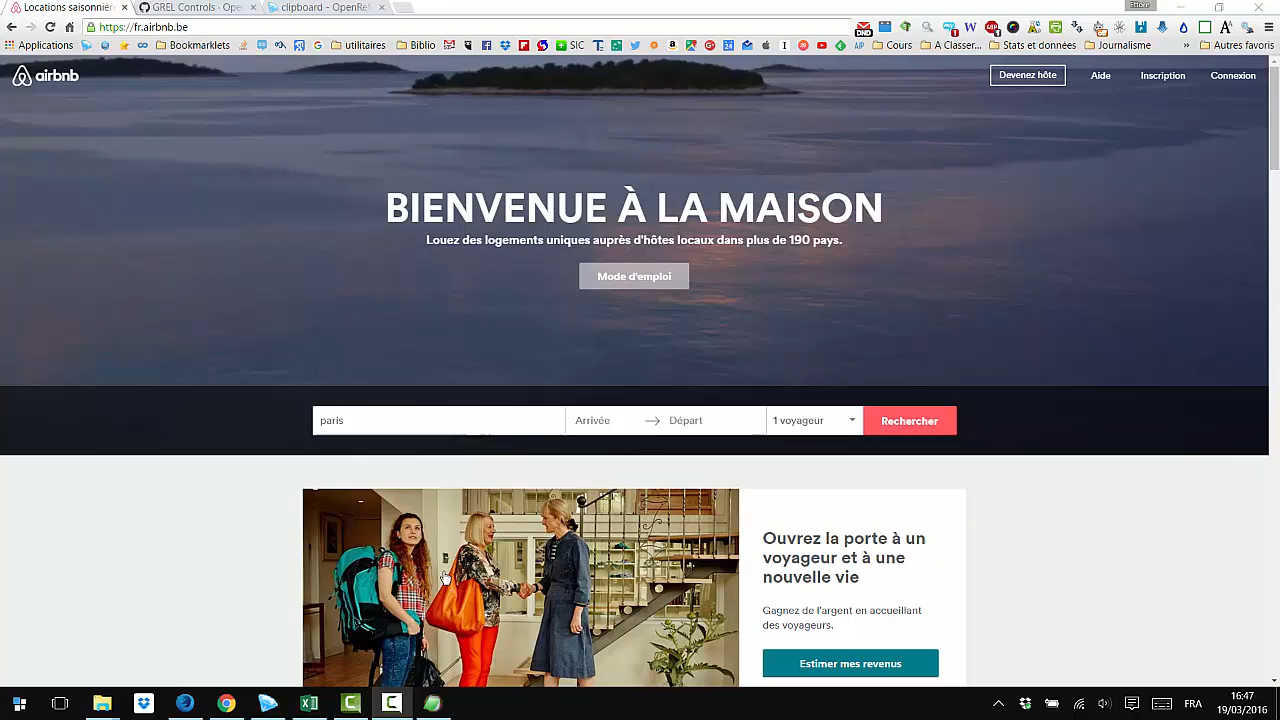 Locations saisonnièr
GREL Controls · Ope
clipboard - OpenRef
Ettore
https://fr.airbnb.be
Applications
Bookmarklets
utilitaires
Biblio
SIC
Cours
A Classer...
Stats et données
Journalisme
»
Autres favoris
airbnb
Devenez hôte
Aide
Inscription
Connexion
BIENVENUE À LA MAISON
Louez des logements uniques auprès d'hôtes locaux dans plus de 190 pays.
Mode d'emploi
paris
Arrivée
Départ
1 voyageur
Rechercher
Ouvrez la porte à un
voyageur et à une
nouvelle vie
Gagnez de l'argent en accueillant
des voyageurs.
Estimer mes revenus
FRA
16:47
19/03/2016